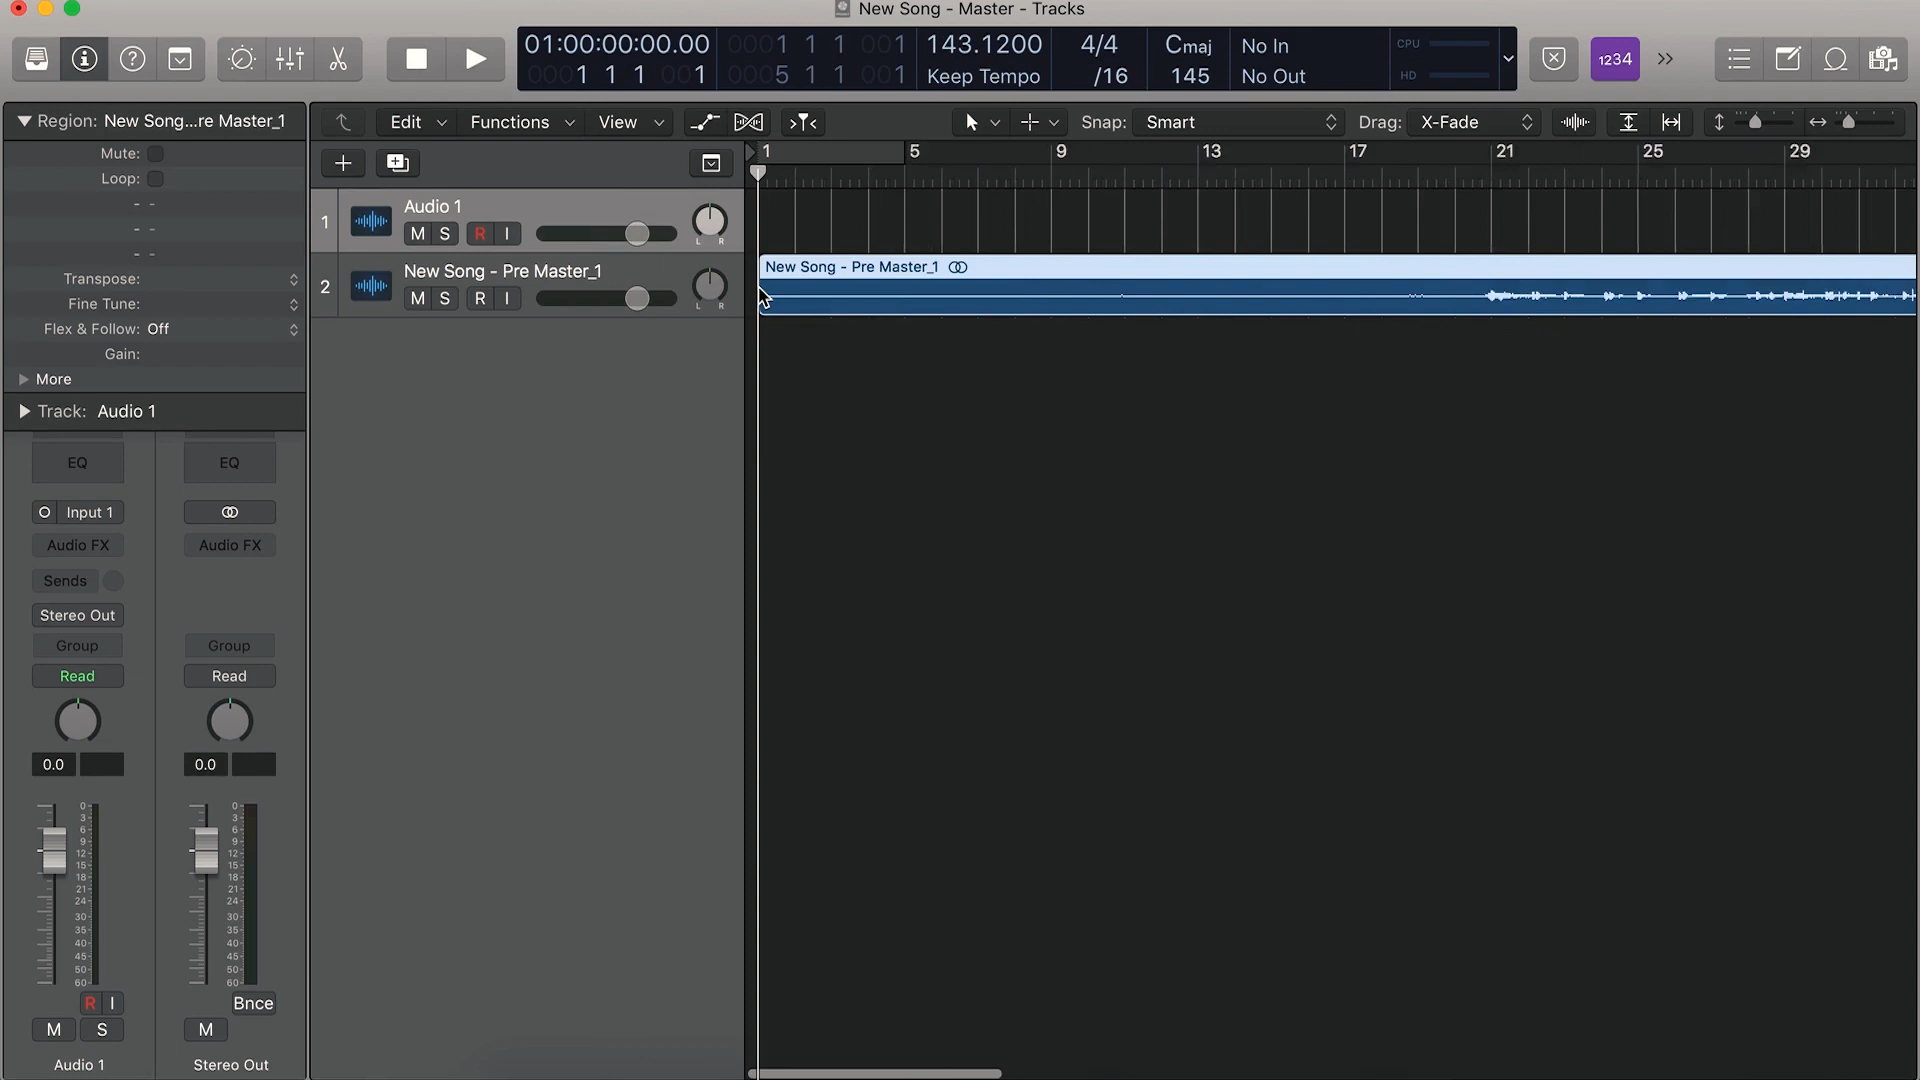 New Song - Master - Tracks
01:00:00:00.00 0001 1 1 001 143.1200 4/4 Cmaj No In CPU
0001 1 1 001 0005 1 1 001 Keep Tempo /16 145 No Out HD
1234
Region: New Song...re Master_1
Edit Functions View Snap: Smart Drag: X-Fade
Mute:
Loop:
- -
- -
- -
Transpose:
Fine Tune:
Flex & Follow: Off
Gain:
More
Track: Audio 1
1 5 9 13 17 21 25 29
1 Audio 1
M S R I L R
2 New Song - Pre Master_1
M S R I L R
New Song - Pre Master_1
EQ EQ
Input 1
Audio FX Audio FX
Sends
Stereo Out
Group Group
Read Read
0.0 0.0
0 0
3 3
6 6
9 9
12 12
15 15
18 18
21 21
24 24
30 30
35 35
40 40
45 45
50 50
60 60
R I Bnce
M S M
Audio 1 Stereo Out